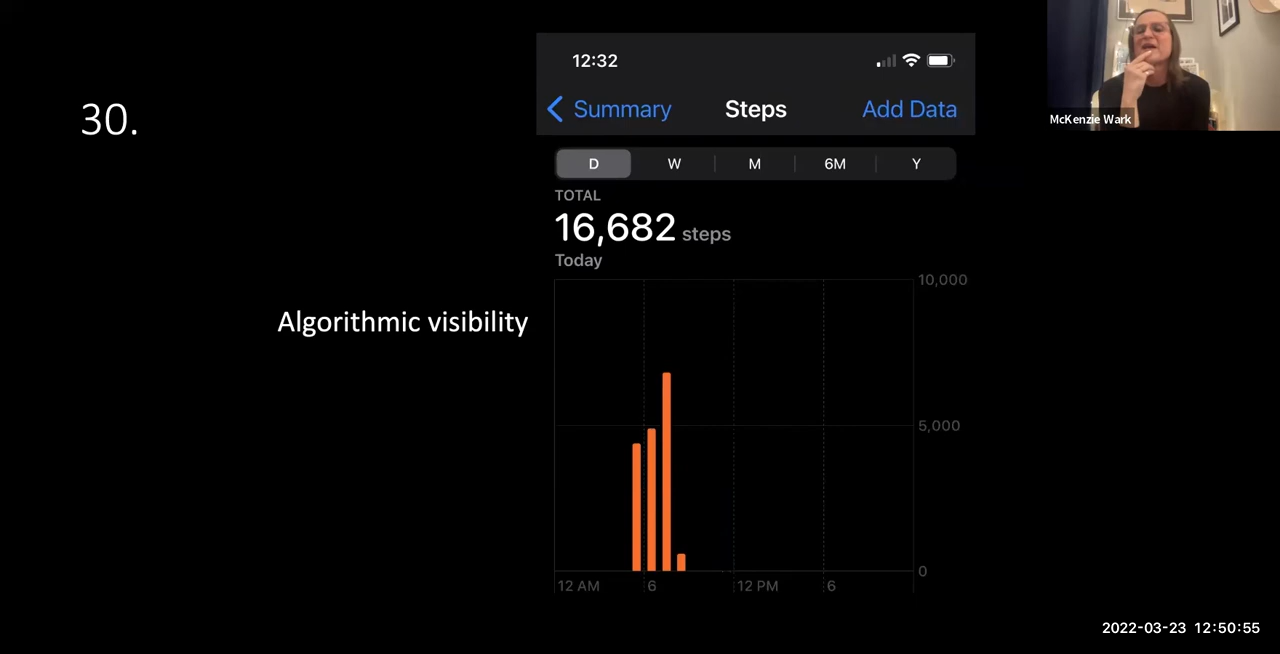 30.
Algorithmic visibility
12:32
Summary Steps Add Data
D W M 6M Y
TOTAL
16,682 steps
Today
10,000
5,000
0
12 AM 6 12 PM 6
McKenzie Wark
2022-03-23 12:50:55